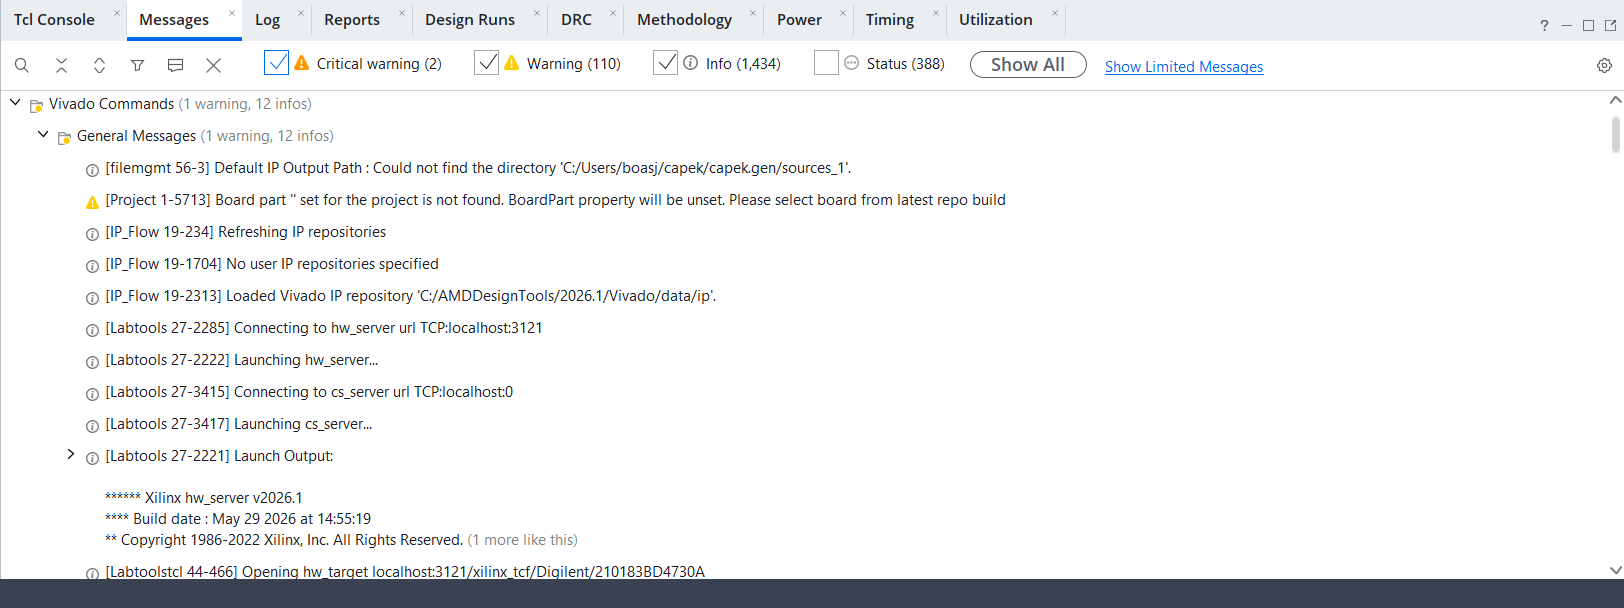 Tcl Console × Messages × Log × Reports × Design Runs × DRC × Methodology × Power × Timing × Utilization × ?
Critical warning (2) Warning (110) Info (1,434) Status (388) Show All Show Limited Messages
Vivado Commands (1 warning, 12 infos)
General Messages (1 warning, 12 infos)
[filemgmt 56-3] Default IP Output Path : Could not find the directory 'C:/Users/boasj/capek/capek.gen/sources_1'.
[Project 1-5713] Board part '' set for the project is not found. BoardPart property will be unset. Please select board from latest repo build
[IP_Flow 19-234] Refreshing IP repositories
[IP_Flow 19-1704] No user IP repositories specified
[IP_Flow 19-2313] Loaded Vivado IP repository 'C:/AMDDesignTools/2026.1/Vivado/data/ip'.
[Labtools 27-2285] Connecting to hw_server url TCP:localhost:3121
[Labtools 27-2222] Launching hw_server...
[Labtools 27-3415] Connecting to cs_server url TCP:localhost:0
[Labtools 27-3417] Launching cs_server...
[Labtools 27-2221] Launch Output:
****** Xilinx hw_server v2026.1
**** Build date : May 29 2026 at 14:55:19
** Copyright 1986-2022 Xilinx, Inc. All Rights Reserved. (1 more like this)
[Labtoolstcl 44-466] Opening hw_target localhost:3121/xilinx_tcf/Digilent/210183BD4730A